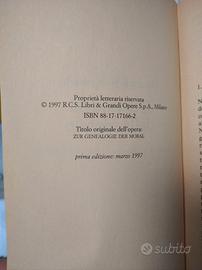 Proprietà letteraria riservata
© 1997 R.C.S. Libri & Grandi Opere S.p.A., Milano
ISBN 88-17-17166-2
Titolo originale dell'opera:
ZUR GENEALOGIE DER MORAL
prima edizione: marzo 1997
subito